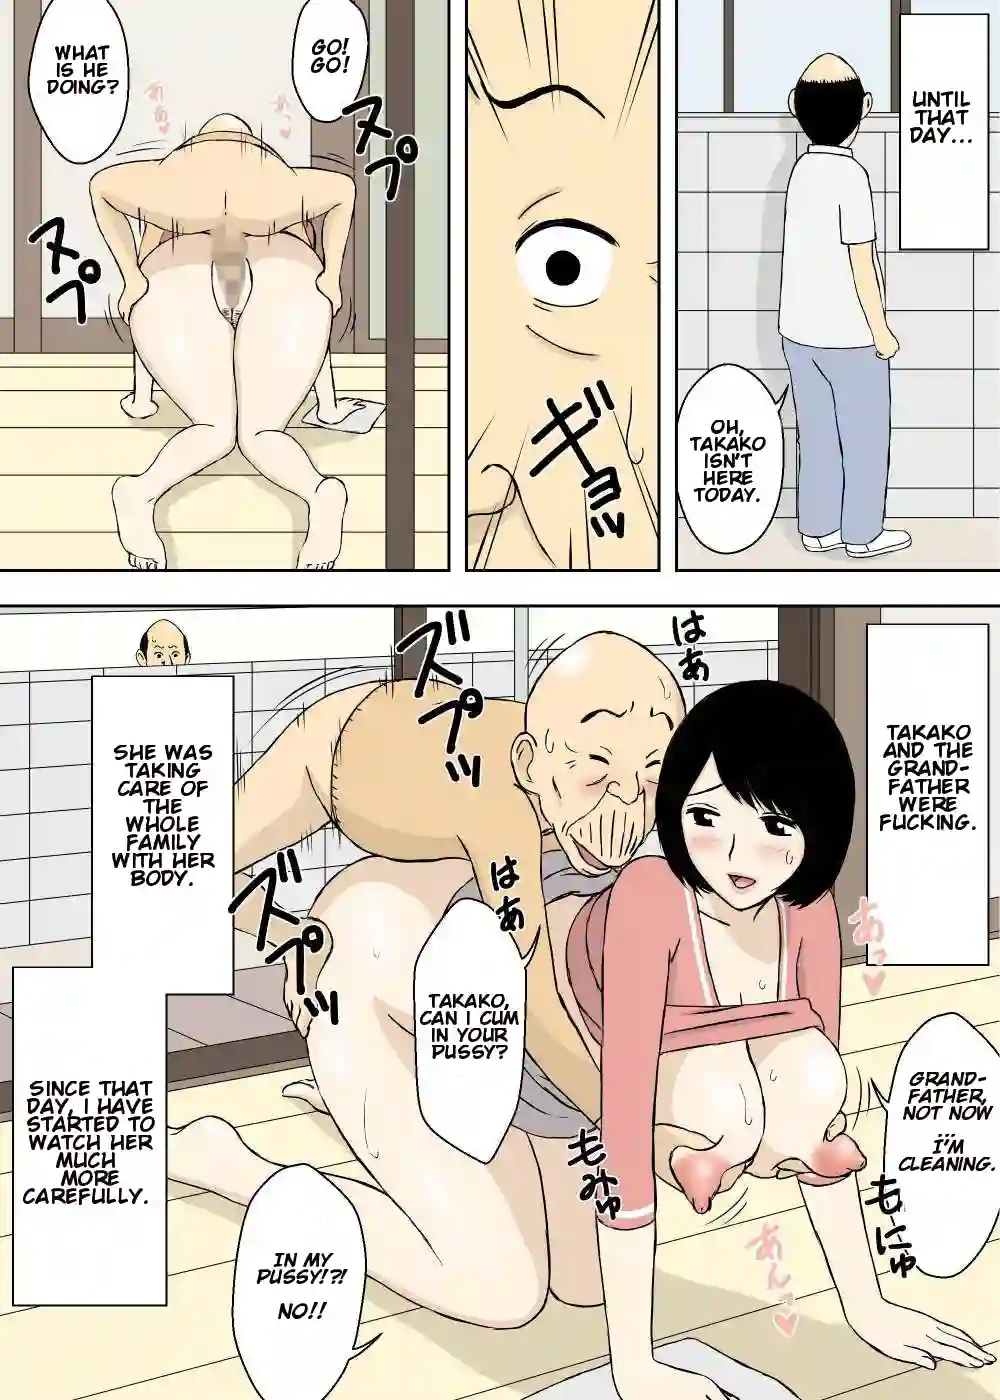 UNTIL
THAT
DAY...
OH,
TAKAKO
ISN'T
HERE
TODAY.
ギョッ
GO!
GO!
WHAT
IS HE
DOING?
ああ♥
あっ♥
ヌプ
ヌプ
TAKAKO
AND THE
GRAND-
FATHER
WERE
FUCKING.
はぁ
ズプッ
はぁ
ズプッ
あっ♥
SHE WAS
TAKING
CARE OF
THE
WHOLE
FAMILY
WITH HER
BODY.
TAKAKO,
CAN I CUM
IN YOUR
PUSSY?
GRAND-
FATHER,
NOT NOW
...
I'M
CLEANING.
もみゅ
もにゅ
あんっ♥
SINCE THAT
DAY, I HAVE
STARTED TO
WATCH HER
MUCH
MORE
CAREFULLY.
IN MY
PUSSY!?!
NO!!